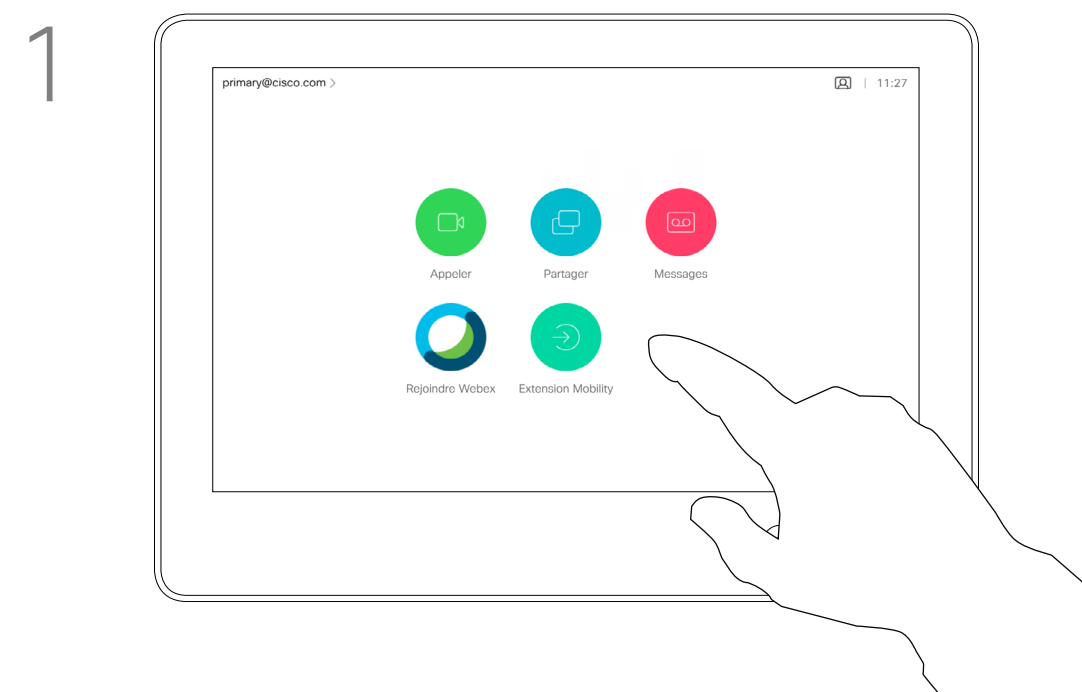 1
primary@cisco.com >
11:27
Appeler
Partager
Messages
Rejoindre Webex
Extension Mobility